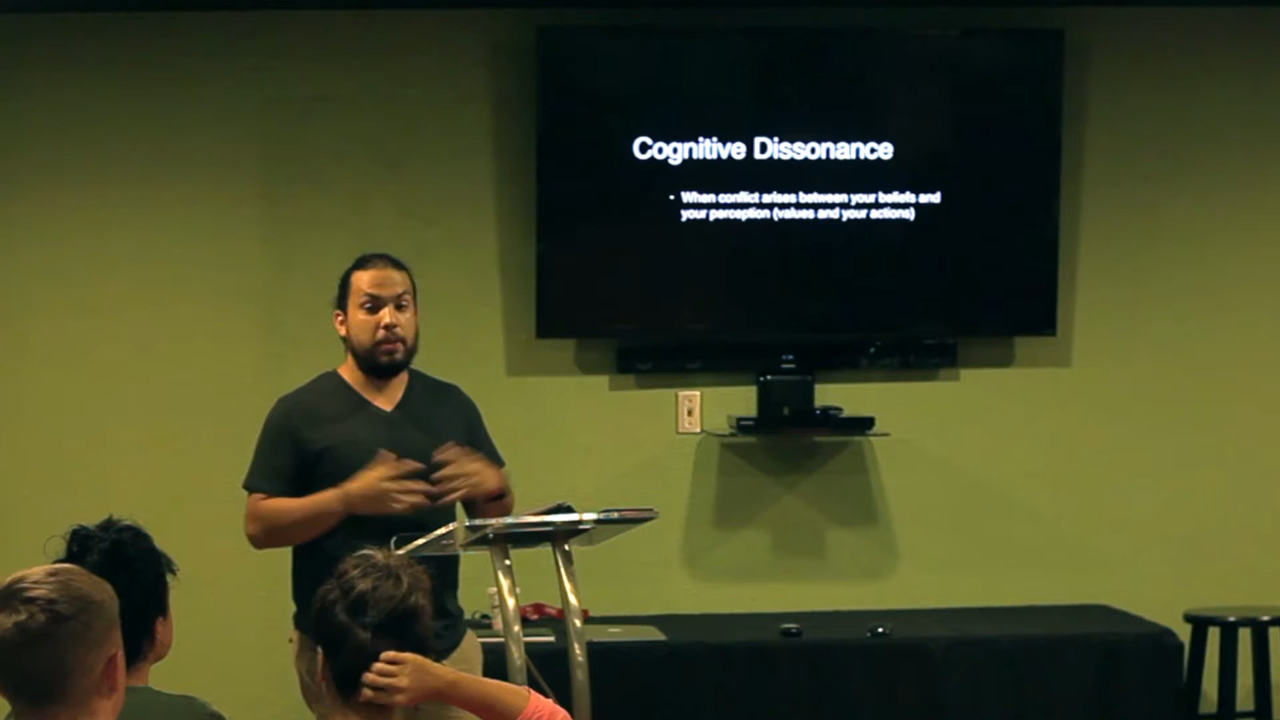 Cognitive Dissonance
• When conflict arises between your beliefs and
your perception (values and your actions)